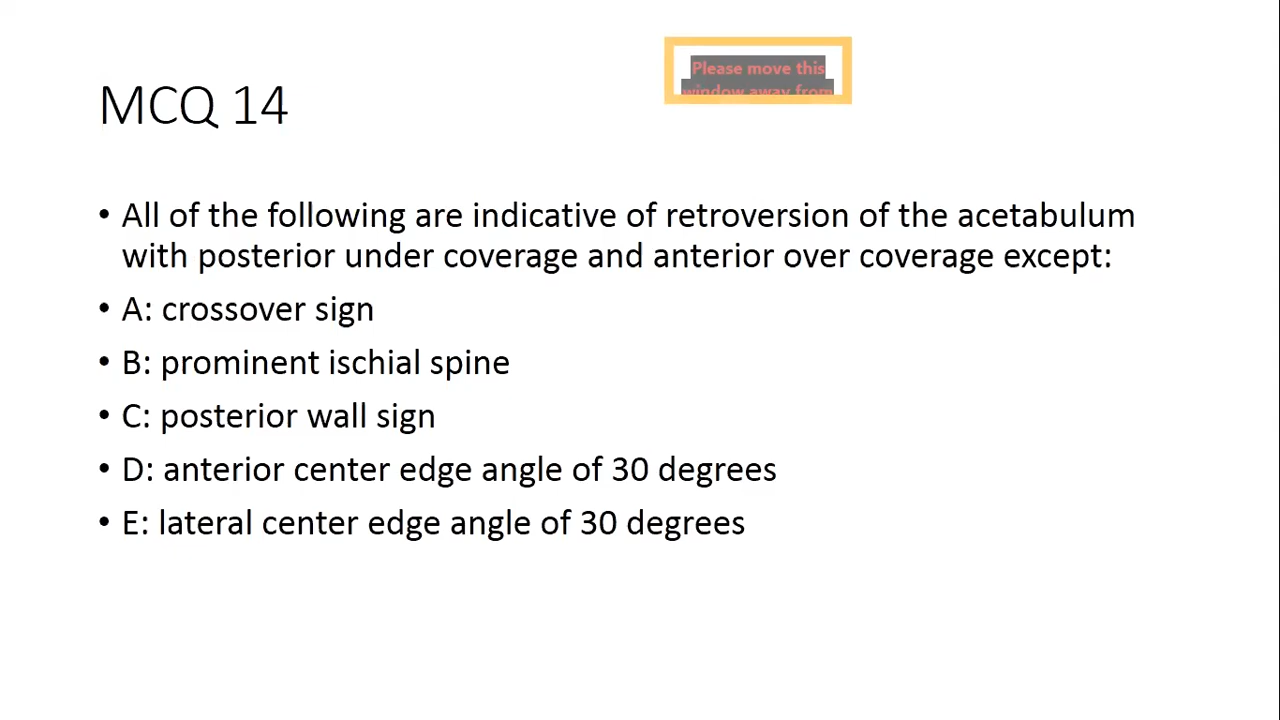 Please move this
window away from
MCQ 14
• All of the following are indicative of retroversion of the acetabulum
with posterior under coverage and anterior over coverage except:
• A: crossover sign
• B: prominent ischial spine
• C: posterior wall sign
• D: anterior center edge angle of 30 degrees
• E: lateral center edge angle of 30 degrees